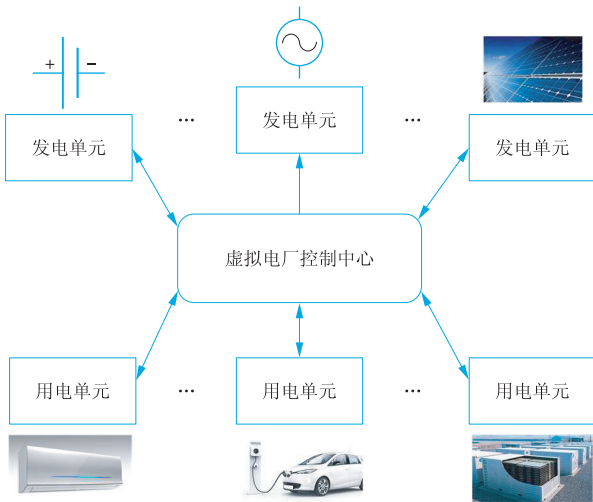 + −
… …
发电单元 发电单元 发电单元
虚拟电厂控制中心
用电单元 … 用电单元 … 用电单元